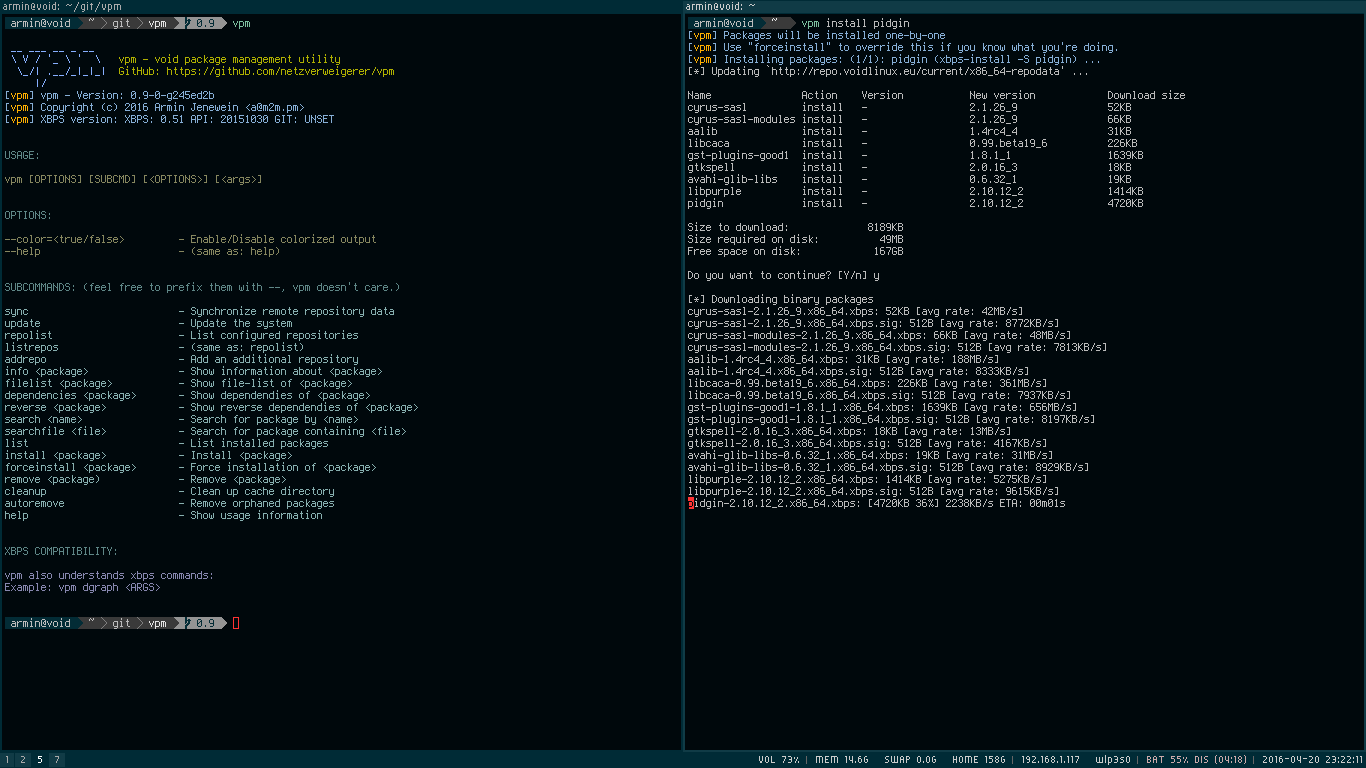 armin@void: ~/git/vpm
armin@void ~ git vpm 0.9 vpm
vpm - void package management utility
GitHub: https://github.com/netzverweigerer/vpm
[vpm] vpm - Version: 0.9-0-g245ed2b
[vpm] Copyright (c) 2016 Armin Jenewein <a@m2m.pm>
[vpm] XBPS version: XBPS: 0.51 API: 20151030 GIT: UNSET
USAGE:
vpm [OPTIONS] [SUBCMD] [<OPTIONS>] [<args>]
OPTIONS:
--color=<true/false> - Enable/Disable colorized output
--help - (same as: help)
SUBCOMMANDS: (feel free to prefix them with --, vpm doesn't care.)
sync - Synchronize remote repository data
update - Update the system
repolist - List configured repositories
listrepos - (same as: repolist)
addrepo - Add an additional repository
info <package> - Show information about <package>
filelist <package> - Show file-list of <package>
dependencies <package> - Show dependendies of <package>
reverse <package> - Show reverse dependendies of <package>
search <name> - Search for package by <name>
searchfile <file> - Search for package containing <file>
list - List installed packages
install <package> - Install <package>
forceinstall <package> - Force installation of <package>
remove <package) - Remove <package>
cleanup - Clean up cache directory
autoremove - Remove orphaned packages
help - Show usage information
XBPS COMPATIBILITY:
vpm also understands xbps commands:
Example: vpm dgraph <ARGS>
armin@void ~ git vpm 0.9
armin@void: ~
armin@void ~ vpm install pidgin
[vpm] Packages will be installed one-by-one
[vpm] Use "forceinstall" to override this if you know what you're doing.
[vpm] Installing packages: (1/1): pidgin (xbps-install -S pidgin) ...
[*] Updating `http://repo.voidlinux.eu/current/x86_64-repodata' ...
Name Action Version New version Download size
cyrus-sasl install - 2.1.26_9 52KB
cyrus-sasl-modules install - 2.1.26_9 66KB
aalib install - 1.4rc4_4 31KB
libcaca install - 0.99.beta19_6 226KB
gst-plugins-good1 install - 1.8.1_1 1639KB
gtkspell install - 2.0.16_3 18KB
avahi-glib-libs install - 0.6.32_1 19KB
libpurple install - 2.10.12_2 1414KB
pidgin install - 2.10.12_2 4720KB
Size to download: 8189KB
Size required on disk: 49MB
Free space on disk: 167GB
Do you want to continue? [Y/n] y
[*] Downloading binary packages
cyrus-sasl-2.1.26_9.x86_64.xbps: 52KB [avg rate: 42MB/s]
cyrus-sasl-2.1.26_9.x86_64.xbps.sig: 512B [avg rate: 8772KB/s]
cyrus-sasl-modules-2.1.26_9.x86_64.xbps: 66KB [avg rate: 48MB/s]
cyrus-sasl-modules-2.1.26_9.x86_64.xbps.sig: 512B [avg rate: 7813KB/s]
aalib-1.4rc4_4.x86_64.xbps: 31KB [avg rate: 188MB/s]
aalib-1.4rc4_4.x86_64.xbps.sig: 512B [avg rate: 8333KB/s]
libcaca-0.99.beta19_6.x86_64.xbps: 226KB [avg rate: 361MB/s]
libcaca-0.99.beta19_6.x86_64.xbps.sig: 512B [avg rate: 7937KB/s]
gst-plugins-good1-1.8.1_1.x86_64.xbps: 1639KB [avg rate: 656MB/s]
gst-plugins-good1-1.8.1_1.x86_64.xbps.sig: 512B [avg rate: 8197KB/s]
gtkspell-2.0.16_3.x86_64.xbps: 18KB [avg rate: 13MB/s]
gtkspell-2.0.16_3.x86_64.xbps.sig: 512B [avg rate: 4167KB/s]
avahi-glib-libs-0.6.32_1.x86_64.xbps: 19KB [avg rate: 31MB/s]
avahi-glib-libs-0.6.32_1.x86_64.xbps.sig: 512B [avg rate: 8929KB/s]
libpurple-2.10.12_2.x86_64.xbps: 1414KB [avg rate: 5275KB/s]
libpurple-2.10.12_2.x86_64.xbps.sig: 512B [avg rate: 9615KB/s]
pidgin-2.10.12_2.x86_64.xbps: [4720KB 36%] 2238KB/s ETA: 00m01s
1 2 5 7
VOL 73% | MEM 14.66 SWAP 0.06 HOME 1586 | 192.168.1.117 wlp3s0 | BAT 55% DIS (04:18) | 2016-04-20 23:22:11